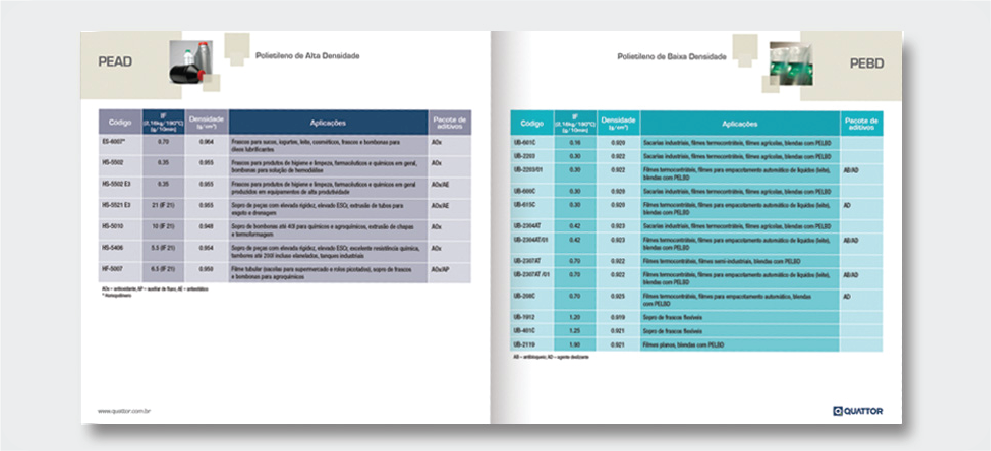 PEAD
Polietileno de Alta Densidade
Código IF (2,16kg/190°C) (g/10min) Densidade (g/cm³) Aplicações Pacote de aditivos
ES-6007* 0.70 0.964 Frascos para sucos, iogurtes, leite, cosméticos, frascos e bombonas para óleos lubrificantes AOx
HS-5502 0.35 0.955 Frascos para produtos de higiene e limpeza, farmacêuticos e químicos em geral, bombonas para solução de hemodiálise AOx
HS-5502 E3 0.35 0.955 Frascos para produtos de higiene e limpeza, farmacêuticos e químicos em geral produzidos em equipamentos de alta produtividade AOx/AE
HS-5521 E3 21 (IF 21) 0.955 Sopro de peças com elevada rigidez, elevado ESCr, extrusão de tubos para esgoto e drenagem AOx/AE
HS-5010 10 (IF 21) 0.949 Sopro de bombonas até 40l para químicos e agroquímicos, extrusão de chapas e termoformagem AOx
HS-5406 5.5 (IF 21) 0.954 Sopro de peças com elevada rigidez, elevado ESCr, excelente resistência química, tambores até 200l incluso elanelados, tanques industriais AOx
HF-5007 6.5 (IF 21) 0.950 Filme tubular (sacolas para supermercado e rolos picotados), sopro de frascos e bombonas para agroquímicos AOx/AP
AOx = antioxidante, AP = auxiliar de fluxo, AE = antiestático
* Homopolímero
www.quattor.com.br
Polietileno de Baixa Densidade
PEBD
Código IF (2,16kg/190°C) (g/10min) Densidade (g/cm³) Aplicações Pacote de aditivos
UB-501C 0.920 Sacarias industriais, filmes termocontráteis, filmes agrícolas, blendas com PELBD
UB-2203 0.30 0.922 Sacarias industriais, filmes termocontráteis, filmes agrícolas, blendas com PELBD
UB-2203/01 0.30 0.922 Filmes termocontráteis, filmes para empacotamento automático de líquidos (leite), blendas com PELBD AB/AD
0.30 0.920 Sacarias industriais, filmes termocontráteis, filmes agrícolas, blendas com PELBD
UB-615C 0.30 0.920 Filmes termocontráteis, filmes para empacotamento automático de líquidos (leite), blendas com PELBD AD
UB-2304AT 0.42 0.923 Sacarias industriais, filmes termocontráteis, filmes agrícolas, blendas com PELBD
UB-2304AT/01 0.42 0.923 Filmes termocontráteis, filmes para empacotamento automático de líquidos (leite), blendas com PELBD AB/AD
UB-2307AT 0.70 0.922 Filmes termocontráteis, filmes semi-industriais, blendas com PELBD
UB-2307AT /01 0.70 0.922 Filmes termocontráteis, filmes para empacotamento automático de líquidos (leite), blendas com PELBD AB/AD
UB-208C 0.70 0.925 Filmes termocontráteis, filmes para empacotamento automático, blendas com PELBD AD
UB-1912 1.20 0.919 Sopro de frascos flexíveis
UB-401C 1.25 0.921 Sopro de frascos flexíveis
UB-2119 1.90 0.921 Filmes planos, blendas com PELBD
AB = antibloqueio, AD = agente deslizante
QUATTOR